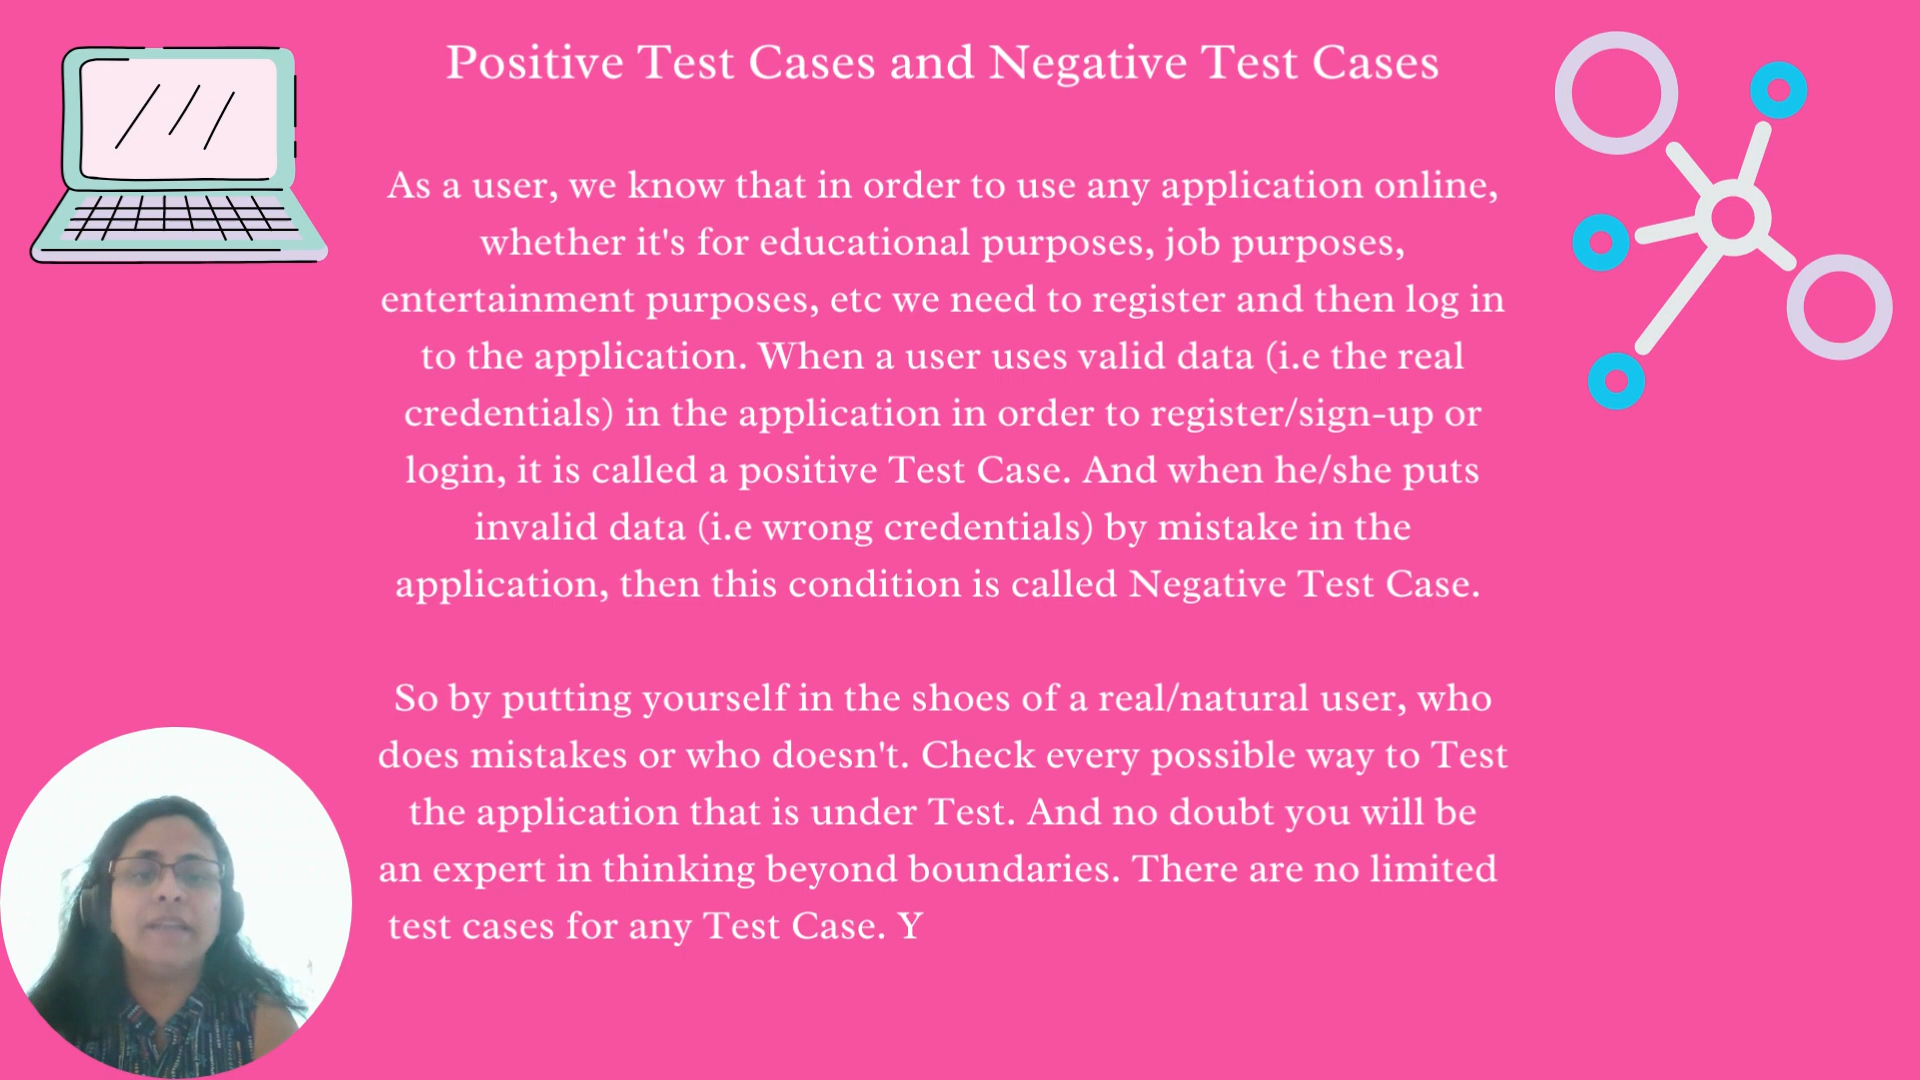 Positive Test Cases and Negative Test Cases
As a user, we know that in order to use any application online,
whether it's for educational purposes, job purposes,
entertainment purposes, etc we need to register and then log in
to the application. When a user uses valid data (i.e the real
credentials) in the application in order to register/sign-up or
login, it is called a positive Test Case. And when he/she puts
invalid data (i.e wrong credentials) by mistake in the
application, then this condition is called Negative Test Case.
So by putting yourself in the shoes of a real/natural user, who
does mistakes or who doesn't. Check every possible way to Test
the application that is under Test. And no doubt you will be
an expert in thinking beyond boundaries. There are no limited
test cases for any Test Case. Y